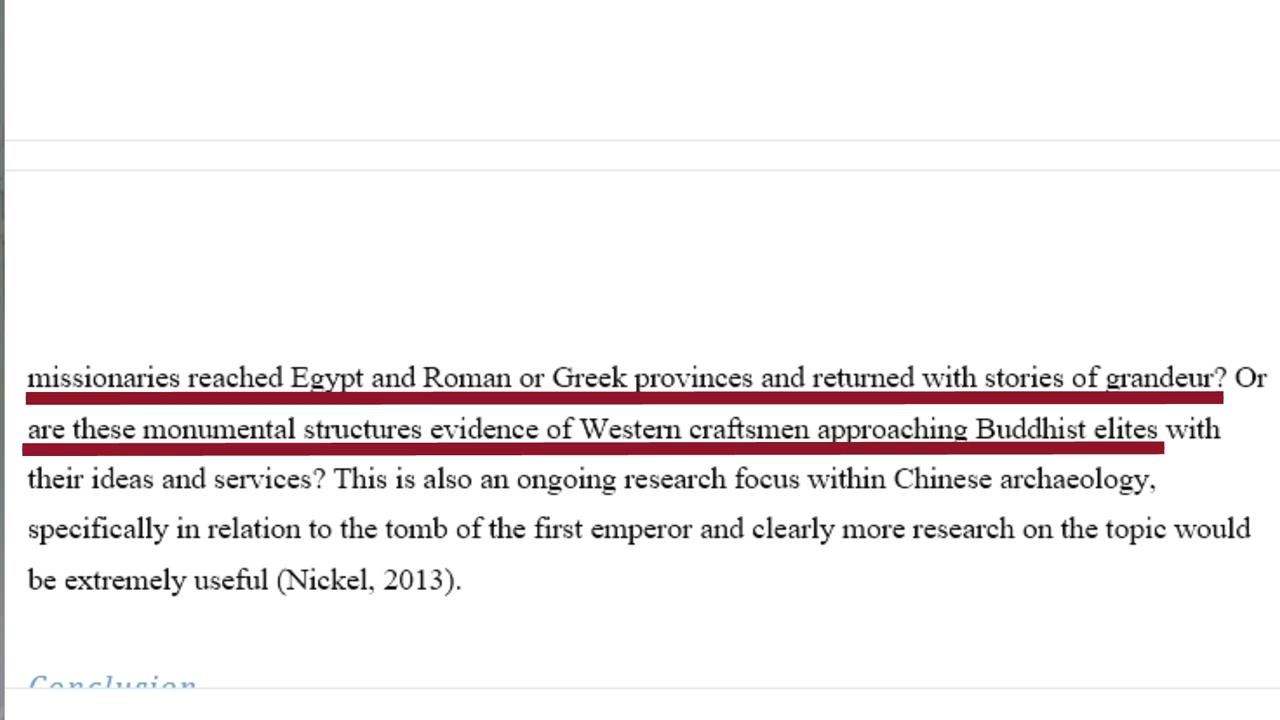 missionaries reached Egypt and Roman or Greek provinces and returned with stories of grandeur? Or
are these monumental structures evidence of Western craftsmen approaching Buddhist elites with
their ideas and services? This is also an ongoing research focus within Chinese archaeology,
specifically in relation to the tomb of the first emperor and clearly more research on the topic would
be extremely useful (Nickel, 2013).
Conclusion